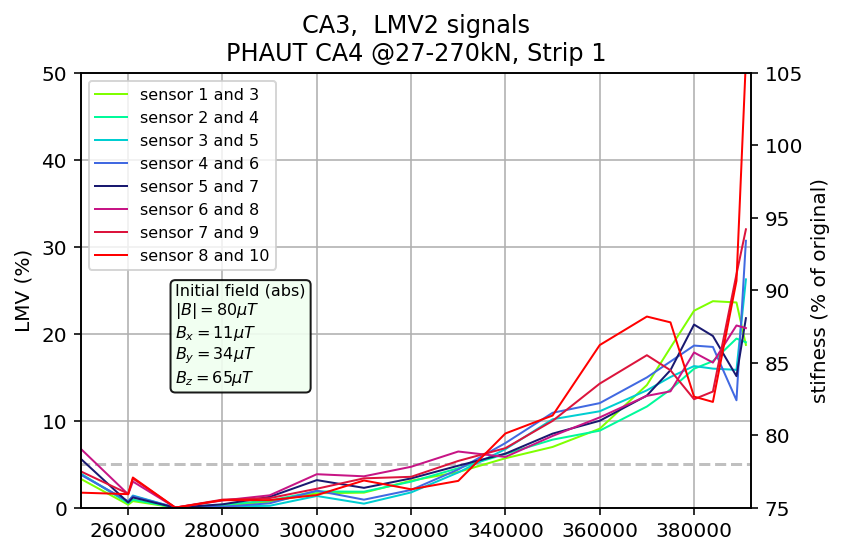 CA3,  LMV2 signals
PHAUT CA4 @27-270kN, Strip 1
LMV (%)
50
40
30
20
10
0
sensor 1 and 3
sensor 2 and 4
sensor 3 and 5
sensor 4 and 6
sensor 5 and 7
sensor 6 and 8
sensor 7 and 9
sensor 8 and 10
Initial field (abs)
|B| = 80μT
Bₓ = 11μT
B_y = 34μT
B_z = 65μT
105
100
95
90
85
80
75
stifness (% of original)
260000 280000 300000 320000 340000 360000 380000